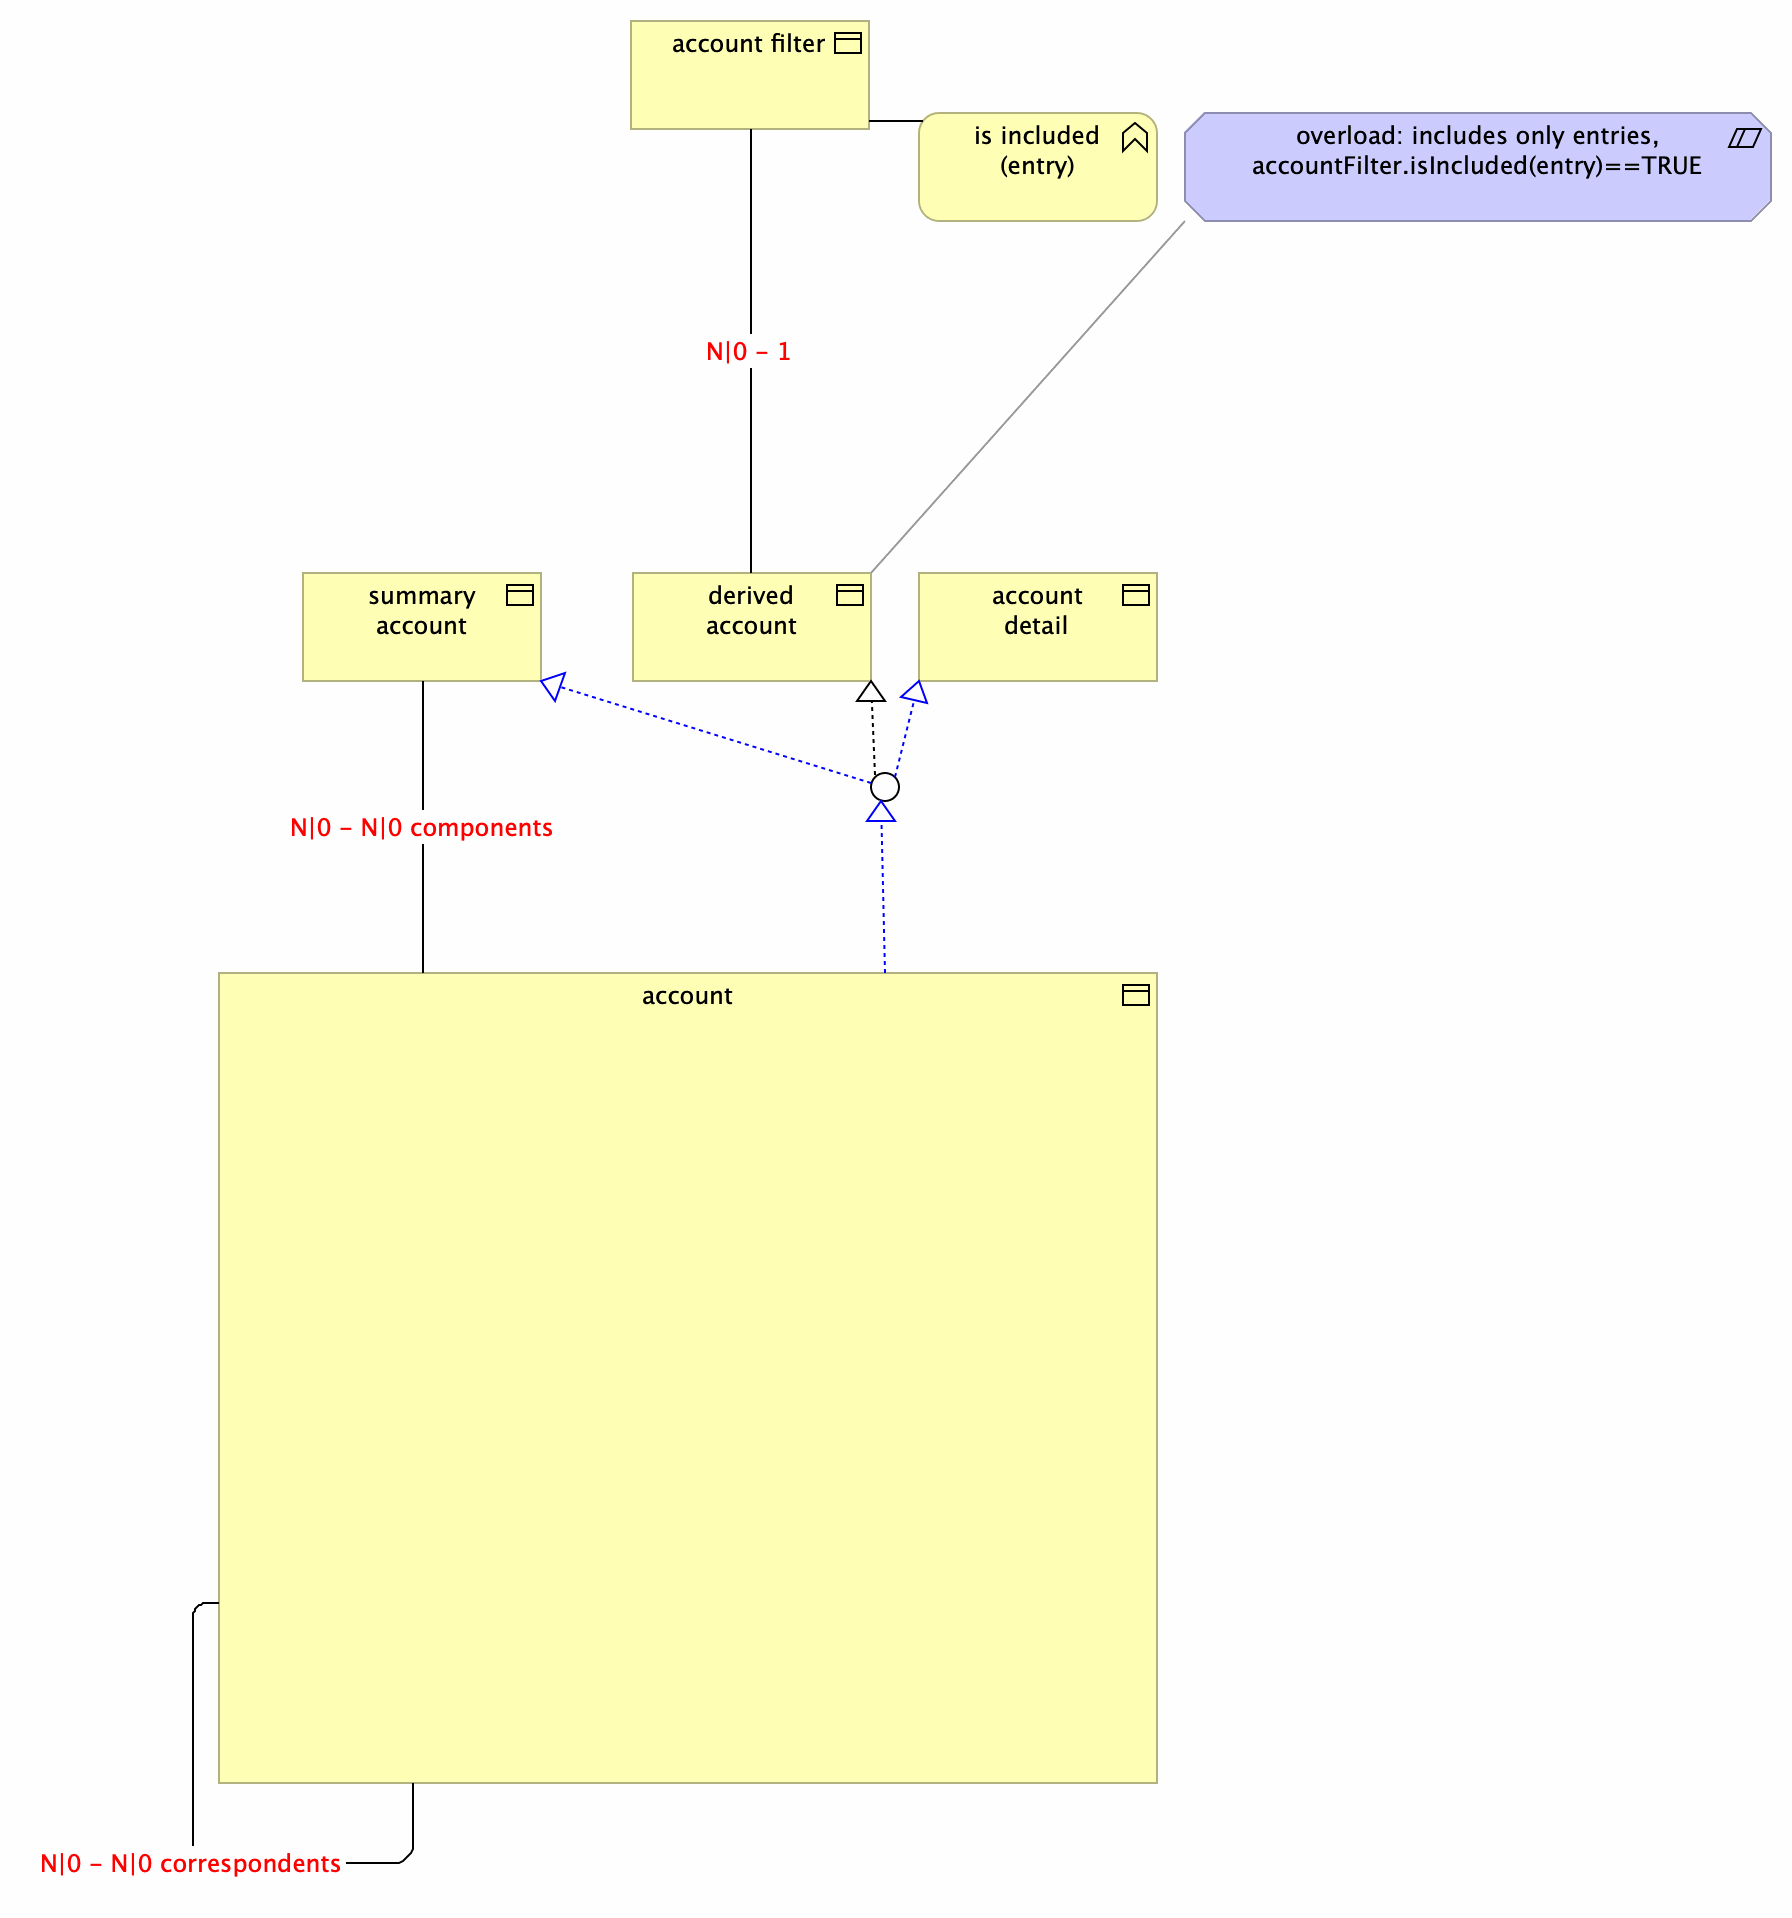 account filter
is included
(entry)
overload: includes only entries,
accountFilter.isIncluded(entry)==TRUE
N|0 - 1
summary
account
derived
account
account
detail
N|0 - N|0 components
account
N|0 - N|0 correspondents